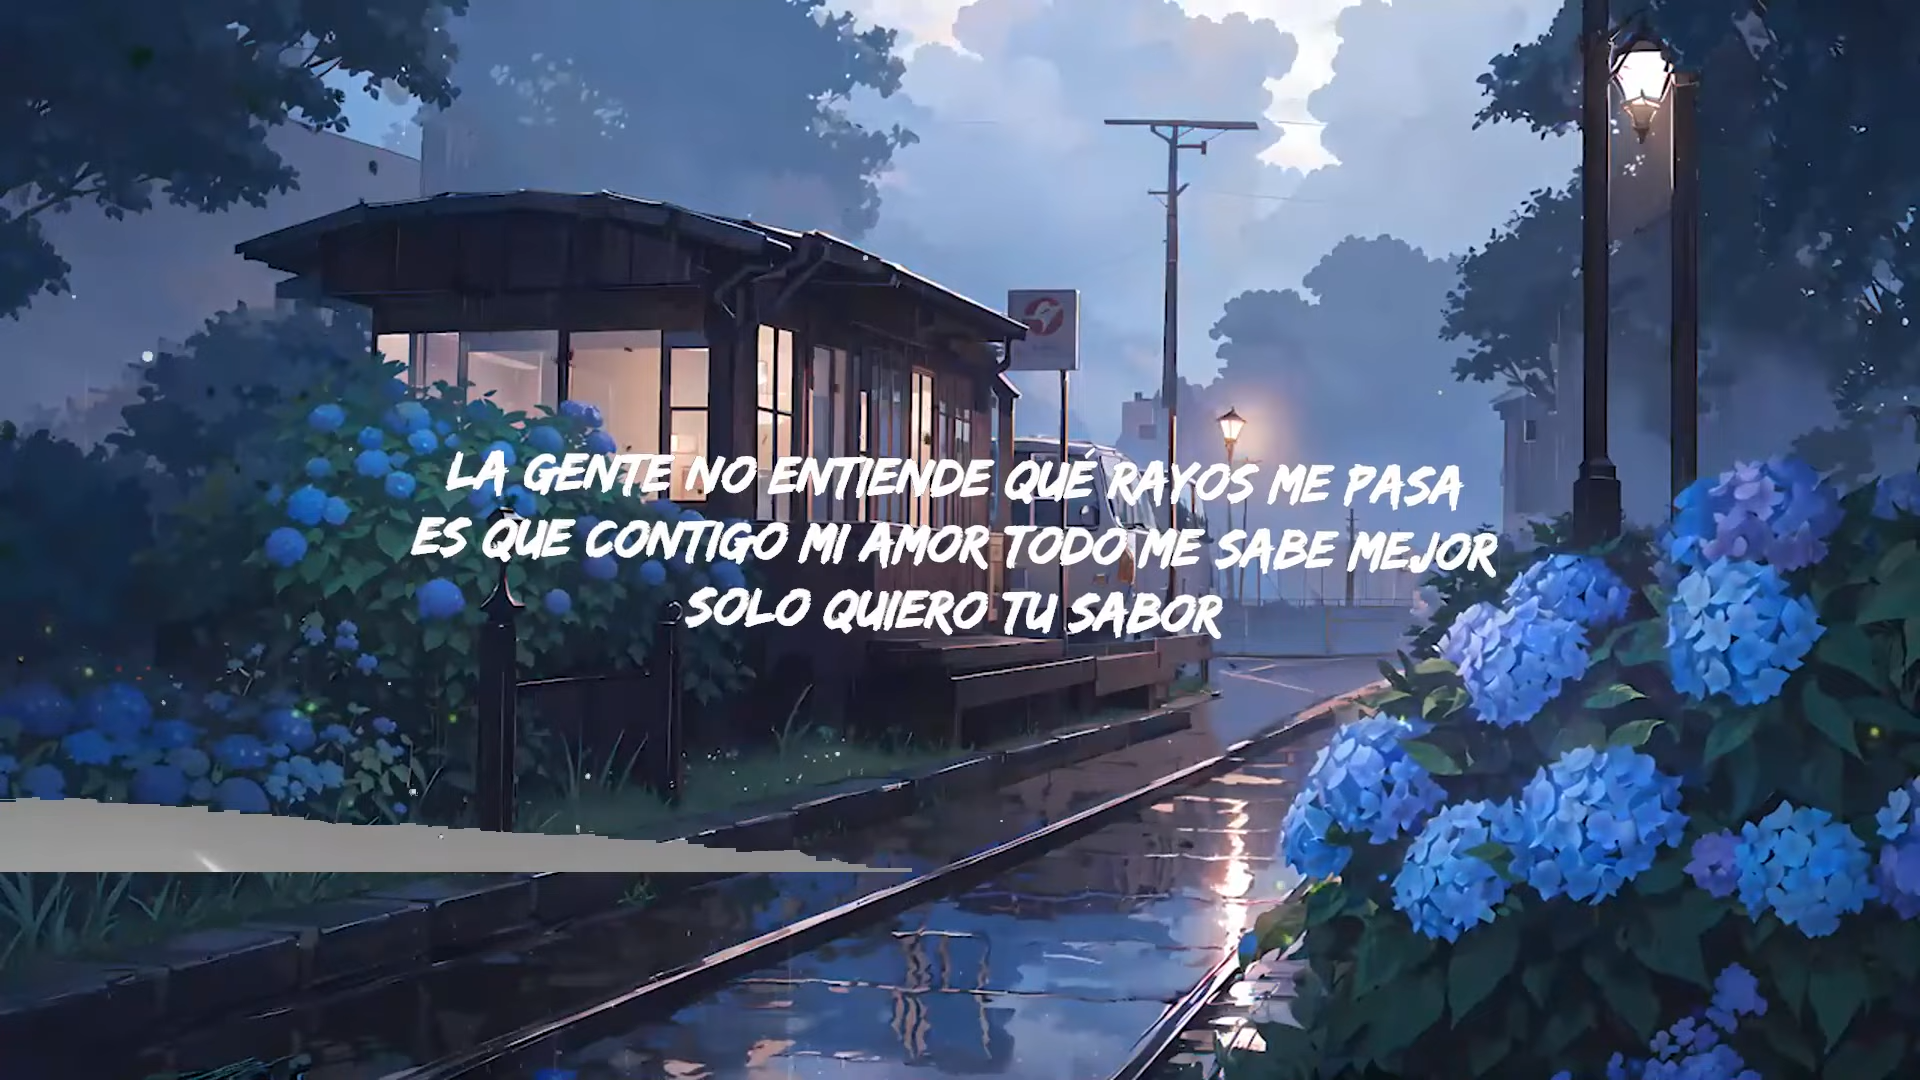 LA GENTE NO ENTIENDE QUÉ RAYOS ME PASA
ES QUE CONTIGO MI AMOR TODO ME SABE MEJOR
SOLO QUIERO TU SABOR